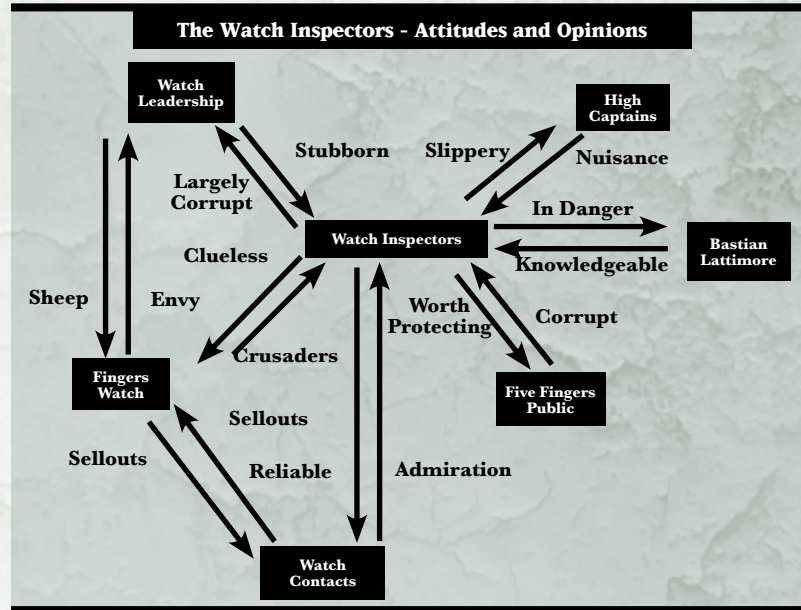 The Watch Inspectors - Attitudes and Opinions
Watch
Leadership
High
Captains
Stubborn
Slippery
Nuisance
Largely
Corrupt
In Danger
Watch Inspectors
Bastian
Lattimore
Clueless
Knowledgeable
Sheep
Envy
Worth
Protecting
Corrupt
Crusaders
Fingers
Watch
Five Fingers
Public
Sellouts
Sellouts
Reliable
Admiration
Watch
Contacts